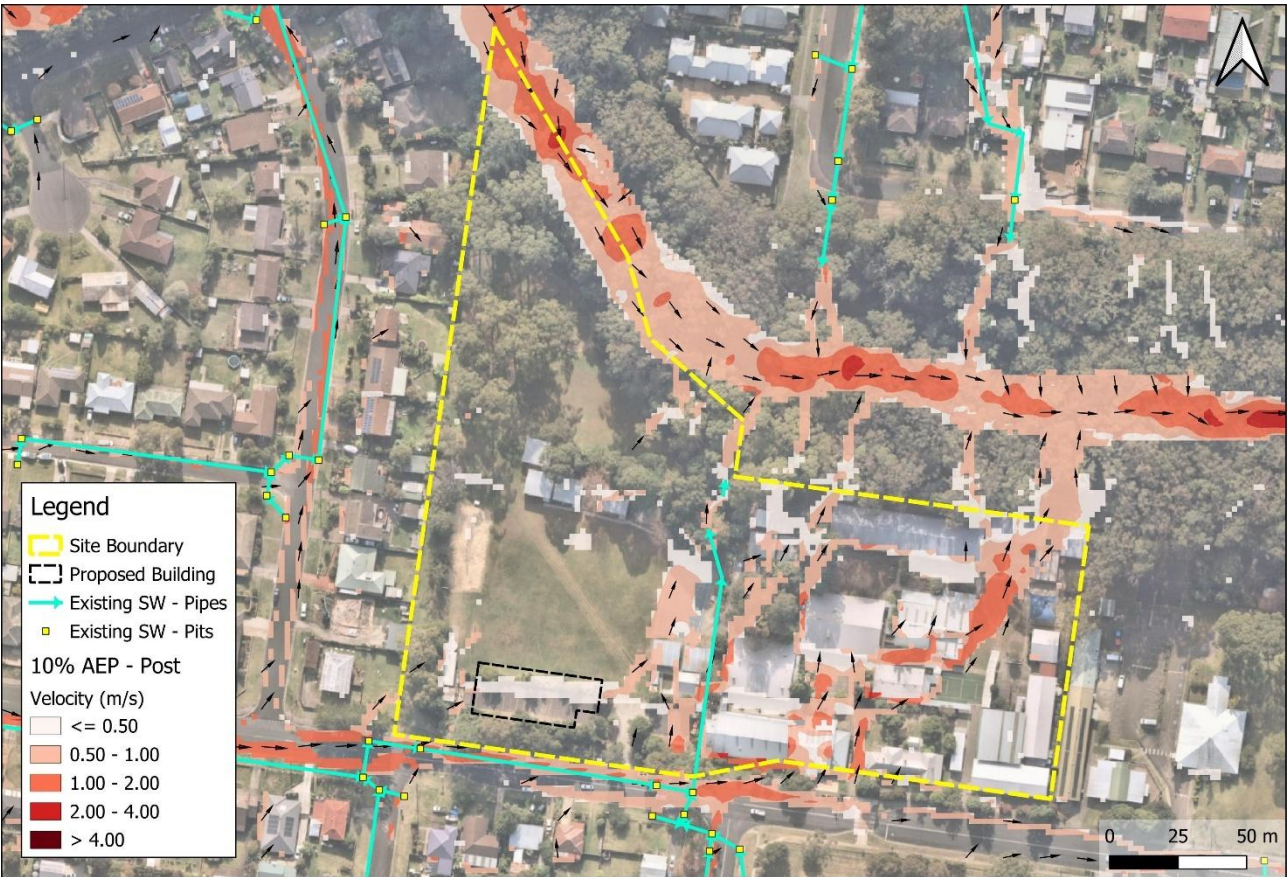 Legend
Site Boundary
Proposed Building
Existing SW - Pipes
Existing SW - Pits
10% AEP - Post
Velocity (m/s)
<= 0.50
0.50 - 1.00
1.00 - 2.00
2.00 - 4.00
> 4.00
0 25 50 m